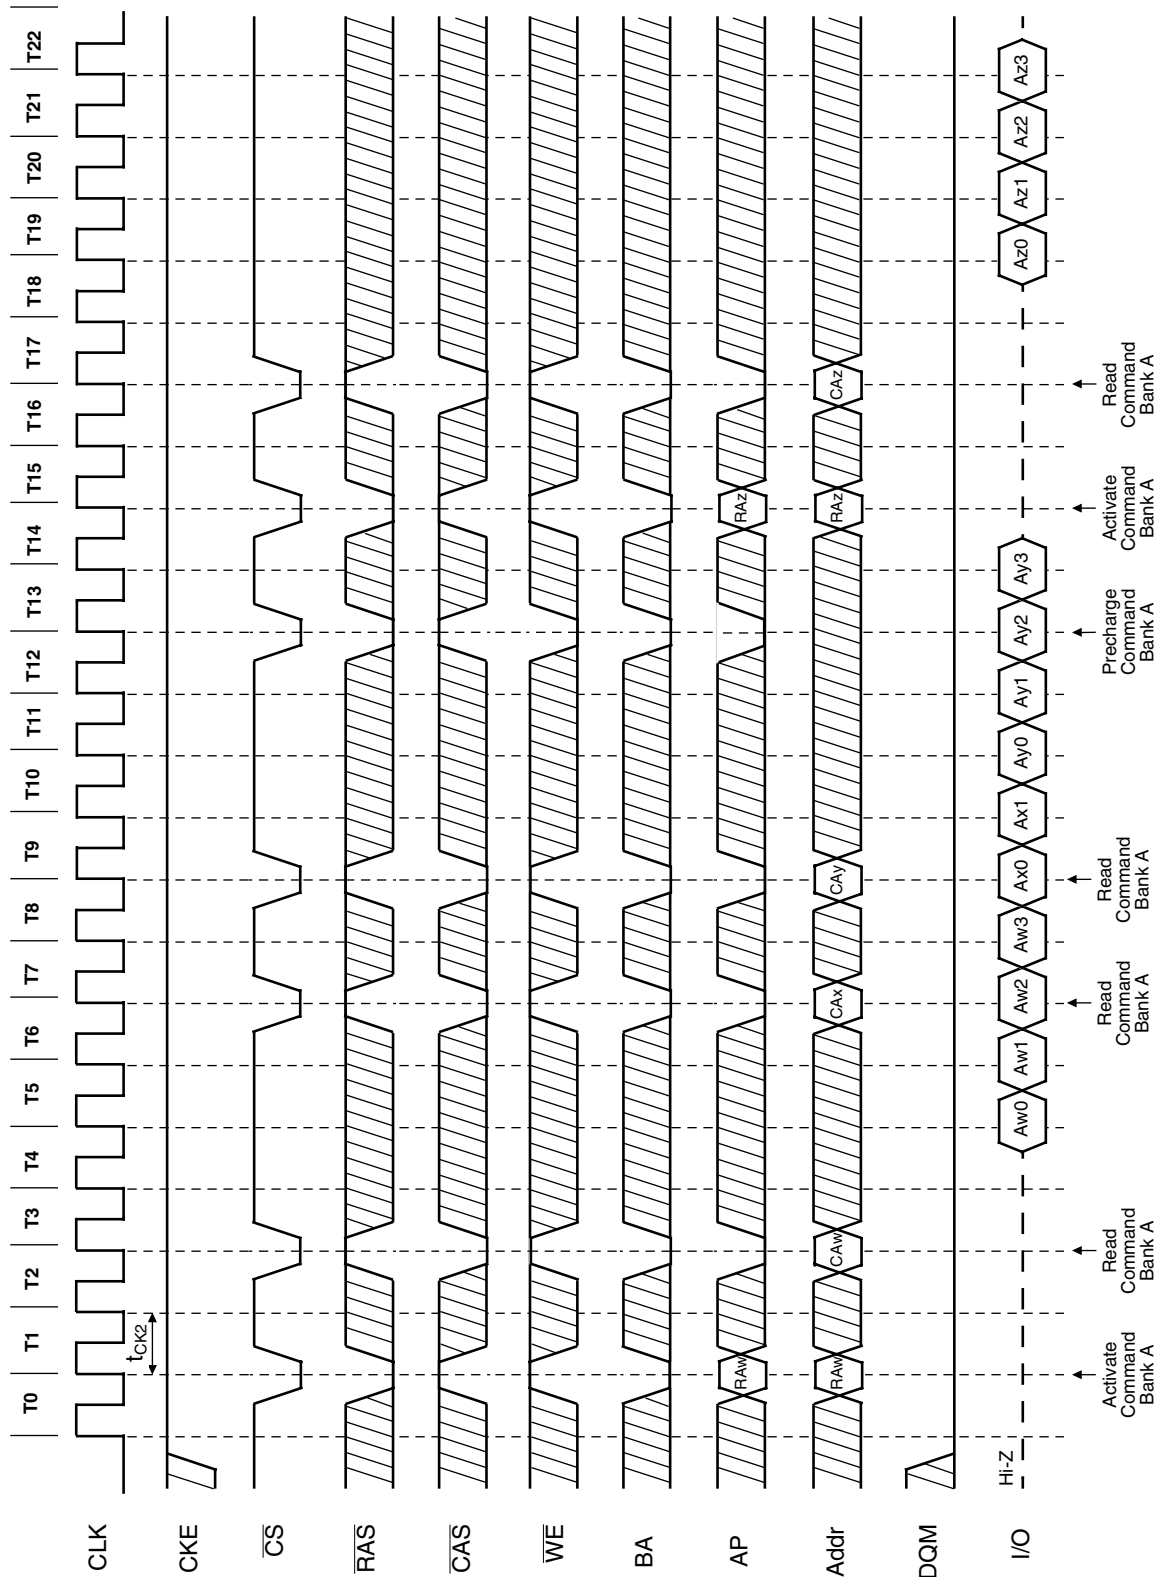 T0 T1 T2 T3 T4 T5 T6 T7 T8 T9 T10 T11 T12 T13 T14 T15 T16 T17 T18 T19 T20 T21 T22
CLK
tCK2
CKE
CS
RAS
CAS
WE
BA
AP
RAw
RAz
Addr
RAw CAw CAx CAy RAz CAz
DQM
I/O
Hi-Z
Aw0 Aw1 Aw2 Aw3 Ax0 Ax1 Ay0 Ay1 Ay2 Ay3 Az0 Az1 Az2 Az3
Activate
Command
Bank A
Read
Command
Bank A
Read
Command
Bank A
Read
Command
Bank A
Precharge
Command
Bank A
Activate
Command
Bank A
Read
Command
Bank A